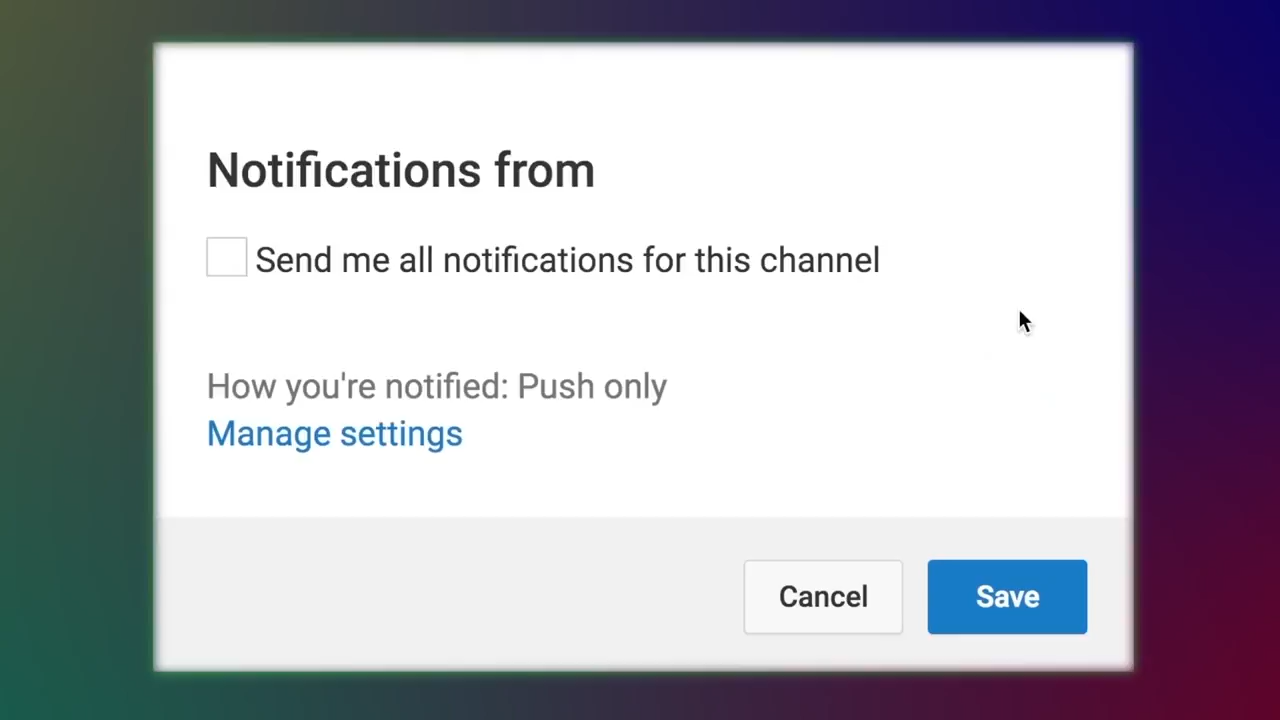 Notifications from
Send me all notifications for this channel
How you're notified: Push only
Manage settings
Cancel
Save